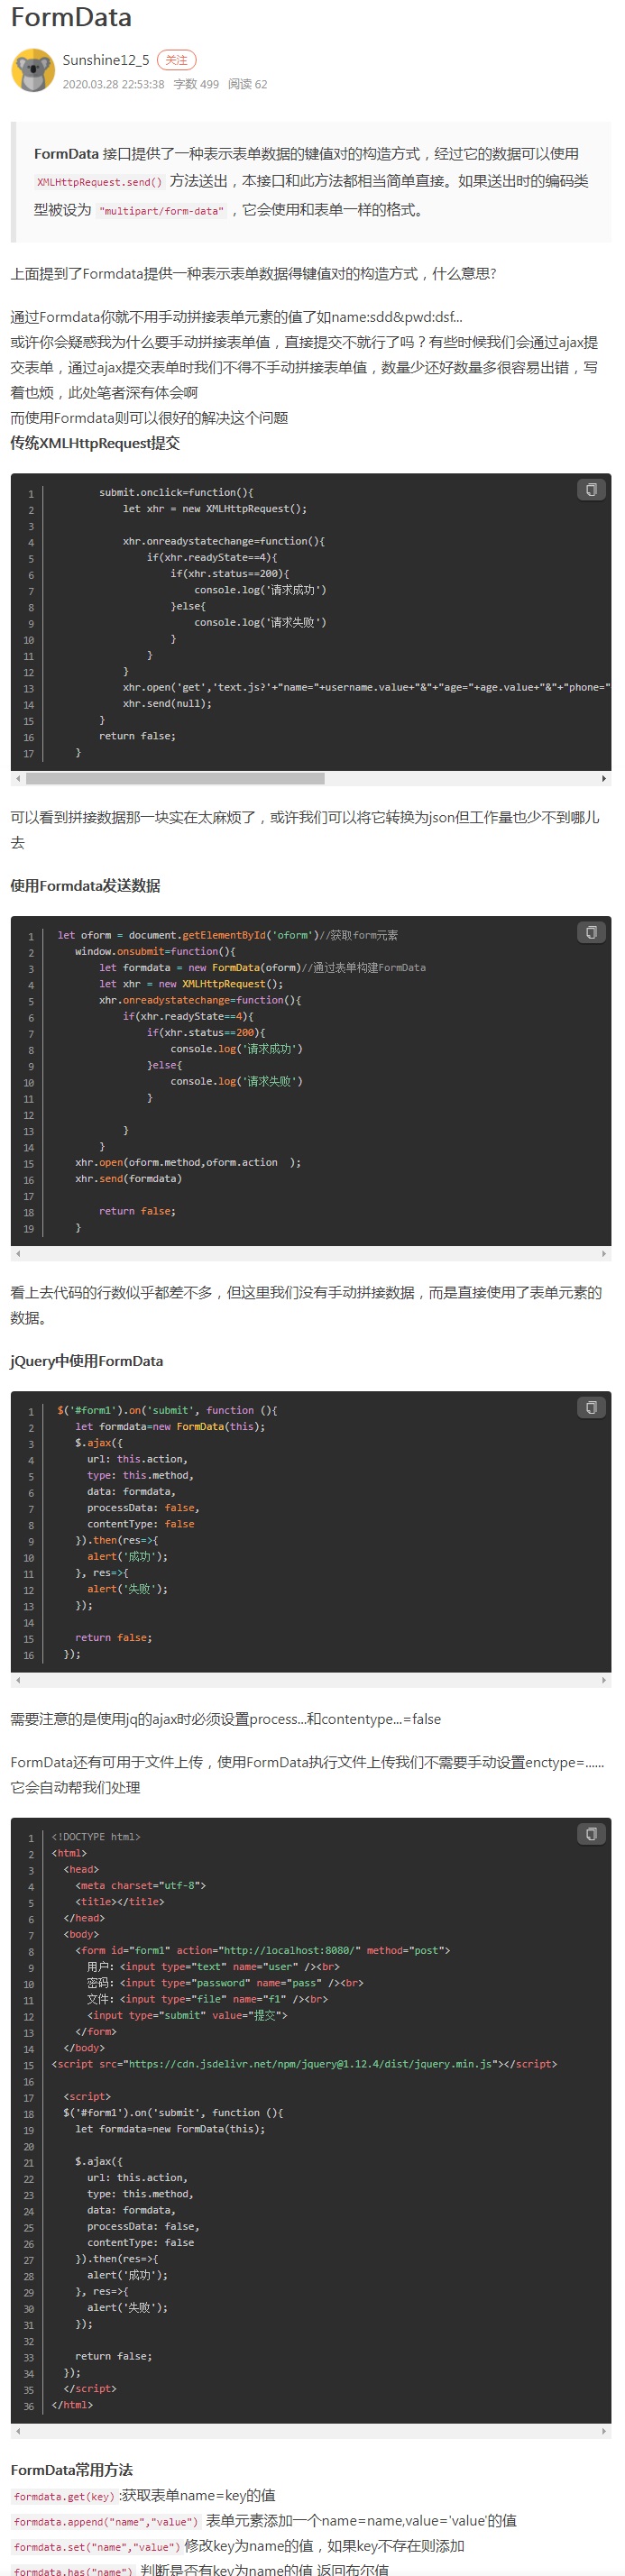 FormData
Sunshine12_5 关注
2020.03.28 22:53:38 字数 499 阅读 62
FormData 接口提供了一种表示表单数据的键值对的构造方式，经过它的数据可以使用
XMLHttpRequest.send() 方法送出，本接口和此方法都相当简单直接。如果送出时的编码类
型被设为 "multipart/form-data"，它会使用和表单一样的格式。
上面提到了Formdata提供一种表示表单数据得键值对的构造方式，什么意思?
通过Formdata你就不用手动拼接表单元素的值了如name:sdd&pwd:dsf...
或许你会疑惑我为什么要手动拼接表单值，直接提交不就行了吗？有些时候我们会通过ajax提
交表单，通过ajax提交表单时我们不得不手动拼接表单值，数量少还好数量多很容易出错，写
着也烦，此处笔者深有体会啊
而使用Formdata则可以很好的解决这个问题
传统XMLHttpRequest提交
1 submit.onclick=function(){
2 let xhr = new XMLHttpRequest();
3
4 xhr.onreadystatechange=function(){
5 if(xhr.readyState==4){
6 if(xhr.status==200){
7 console.log('请求成功')
8 }else{
9 console.log('请求失败')
10 }
11 }
12 }
13 xhr.open('get','text.js?'+"name="+username.value+"&"+"age="+age.value+"&"+"phone="
14 xhr.send(null);
15 }
16 return false;
17 }
可以看到拼接数据那一块实在太麻烦了，或许我们可以将它转换为json但工作量也少不到哪儿
去
使用Formdata发送数据
1 let oform = document.getElementById('oform')//获取form元素
2 window.onsubmit=function(){
3 let formdata = new FormData(oform)//通过表单构建FormData
4 let xhr = new XMLHttpRequest();
5 xhr.onreadystatechange=function(){
6 if(xhr.readyState==4){
7 if(xhr.status==200){
8 console.log('请求成功')
9 }else{
10 console.log('请求失败')
11 }
12
13 }
14 }
15 xhr.open(oform.method,oform.action );
16 xhr.send(formdata)
17
18 return false;
19 }
看上去代码的行数似乎都差不多，但这里我们没有手动拼接数据，而是直接使用了表单元素的
数据。
jQuery中使用FormData
1 $('#form1').on('submit', function (){
2 let formdata=new FormData(this);
3 $.ajax({
4 url: this.action,
5 type: this.method,
6 data: formdata,
7 processData: false,
8 contentType: false
9 }).then(res=>{
10 alert('成功');
11 }, res=>{
12 alert('失败');
13 });
14
15 return false;
16 });
需要注意的是使用jq的ajax时必须设置process...和contentype...=false
FormData还有可用于文件上传，使用FormData执行文件上传我们不需要手动设置enctype=......
它会自动帮我们处理
1 <!DOCTYPE html>
2 <html>
3 <head>
4 <meta charset="utf-8">
5 <title></title>
6 </head>
7 <body>
8 <form id="form1" action="http://localhost:8080/" method="post">
9 用户：<input type="text" name="user" /><br>
10 密码：<input type="password" name="pass" /><br>
11 文件：<input type="file" name="f1" /><br>
12 <input type="submit" value="提交">
13 </form>
14 </body>
15 <script src="https://cdn.jsdelivr.net/npm/jquery@1.12.4/dist/jquery.min.js"></script>
16
17 <script>
18 $('#form1').on('submit', function (){
19 let formdata=new FormData(this);
20
21 $.ajax({
22 url: this.action,
23 type: this.method,
24 data: formdata,
25 processData: false,
26 contentType: false
27 }).then(res=>{
28 alert('成功');
29 }, res=>{
30 alert('失败');
31 });
32
33 return false;
34 });
35 </script>
36 </html>
FormData常用方法
formdata.get(key):获取表单name=key的值
formdata.append("name","value") 表单元素添加一个name=name,value='value'的值
formdata.set("name","value")修改key为name的值，如果key不存在则添加
formdata.has("name") 判断是否有key为name的值 返回布尔值